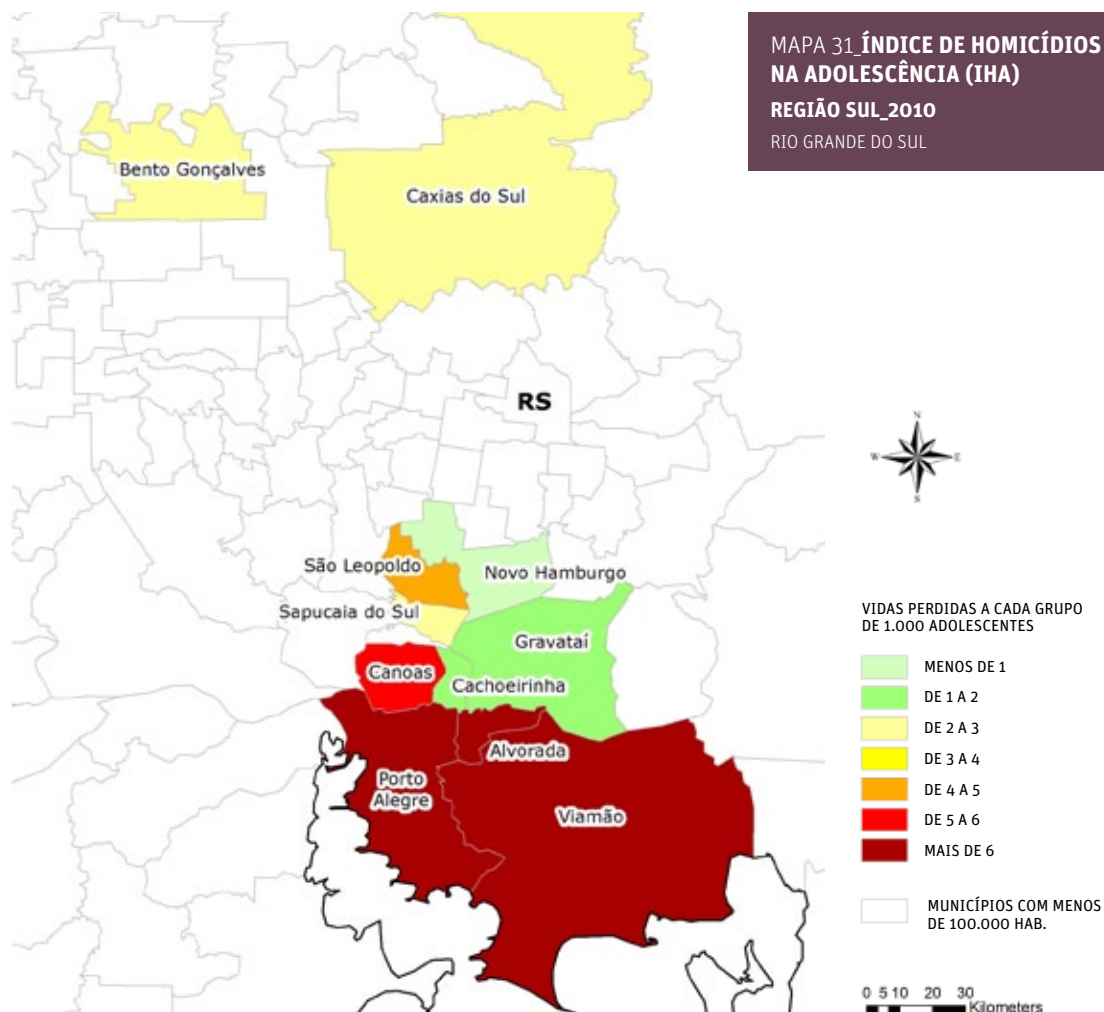 MAPA 31_ÍNDICE DE HOMICÍDIOS
NA ADOLESCÊNCIA (IHA)
REGIÃO SUL_2010
RIO GRANDE DO SUL
Bento Gonçalves
Caxias do Sul
RS
N
W
E
S
São Leopoldo
Novo Hamburgo
Sapucaia do Sul
Gravataí
Canoas
Cachoeirinha
Alvorada
Porto
Alegre
Viamão
VIDAS PERDIDAS A CADA GRUPO
DE 1.000 ADOLESCENTES
MENOS DE 1
DE 1 A 2
DE 2 A 3
DE 3 A 4
DE 4 A 5
DE 5 A 6
MAIS DE 6
MUNICÍPIOS COM MENOS
DE 100.000 HAB.
0 5 10 20 30
Kilometers